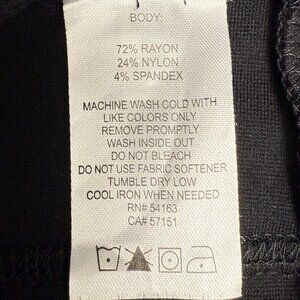 BODY:
72% RAYON
24% NYLON
4% SPANDEX
MACHINE WASH COLD WITH
LIKE COLORS ONLY
REMOVE PROMPTLY
WASH INSIDE OUT
DO NOT BLEACH
DO NOT USE FABRIC SOFTENER
TUMBLE DRY LOW
COOL IRON WHEN NEEDED
RN# 54163
CA# 57151